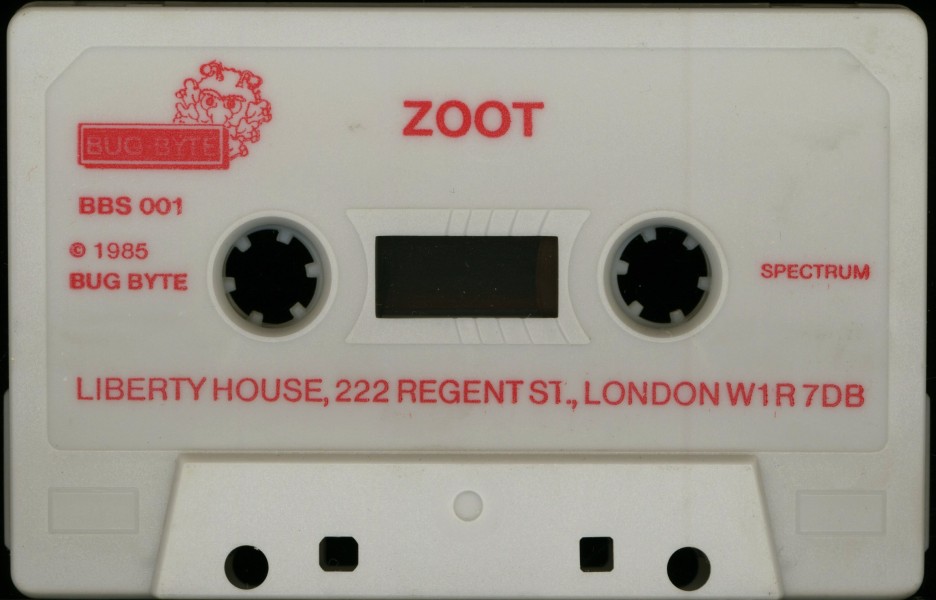 ZOOT
BUG-BYTE
BBS 001
© 1985
BUG BYTE
SPECTRUM
LIBERTY HOUSE, 222 REGENT ST., LONDON W1R 7DB